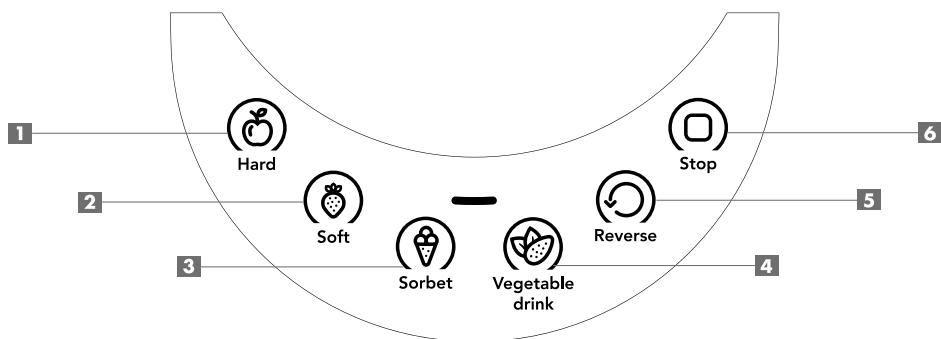 1
Hard
6
Stop
2
Soft
5
Reverse
3
Sorbet
4
Vegetable
drink